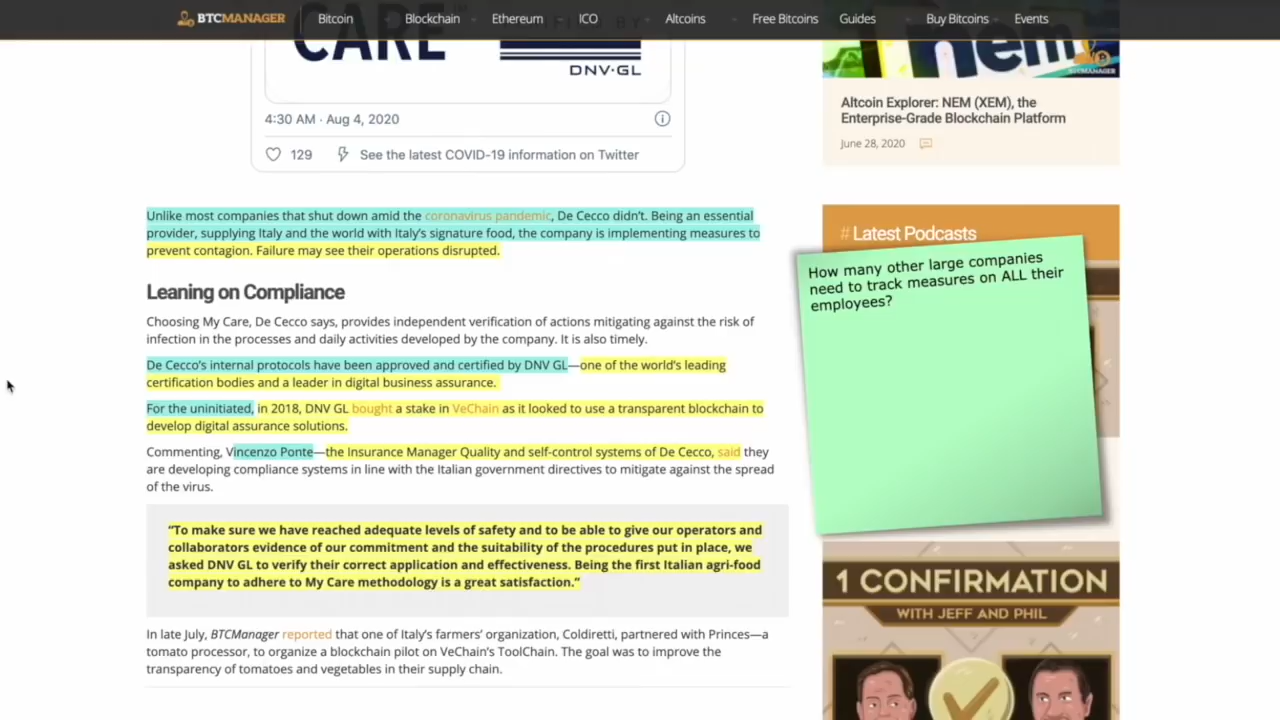 BTCMANAGER
Bitcoin
Blockchain
Ethereum
ICO
Altcoins
Free Bitcoins
Guides
Buy Bitcoins
Events
CARE
DNV·GL
4:30 AM · Aug 4, 2020
129
See the latest COVID-19 information on Twitter
Unlike most companies that shut down amid the coronavirus pandemic, De Cecco didn't. Being an essential
provider, supplying Italy and the world with Italy's signature food, the company is implementing measures to
prevent contagion. Failure may see their operations disrupted.
Leaning on Compliance
Choosing My Care, De Cecco says, provides independent verification of actions mitigating against the risk of
infection in the processes and daily activities developed by the company. It is also timely.
De Cecco's internal protocols have been approved and certified by DNV GL—one of the world's leading
certification bodies and a leader in digital business assurance.
For the uninitiated, in 2018, DNV GL bought a stake in VeChain as it looked to use a transparent blockchain to
develop digital assurance solutions.
Commenting, Vincenzo Ponte—the Insurance Manager Quality and self-control systems of De Cecco, said they
are developing compliance systems in line with the Italian government directives to mitigate against the spread
of the virus.
“To make sure we have reached adequate levels of safety and to be able to give our operators and
collaborators evidence of our commitment and the suitability of the procedures put in place, we
asked DNV GL to verify their correct application and effectiveness. Being the first Italian agri-food
company to adhere to My Care methodology is a great satisfaction.”
In late July, BTCManager reported that one of Italy's farmers' organization, Coldiretti, partnered with Princes—a
tomato processor, to organize a blockchain pilot on VeChain's ToolChain. The goal was to improve the
transparency of tomatoes and vegetables in their supply chain.
nem
BTCMANAGER
Altcoin Explorer: NEM (XEM), the
Enterprise-Grade Blockchain Platform
June 28, 2020
# Latest Podcasts
How many other large companies
need to track measures on ALL their
employees?
1 CONFIRMATION
WITH JEFF AND PHIL